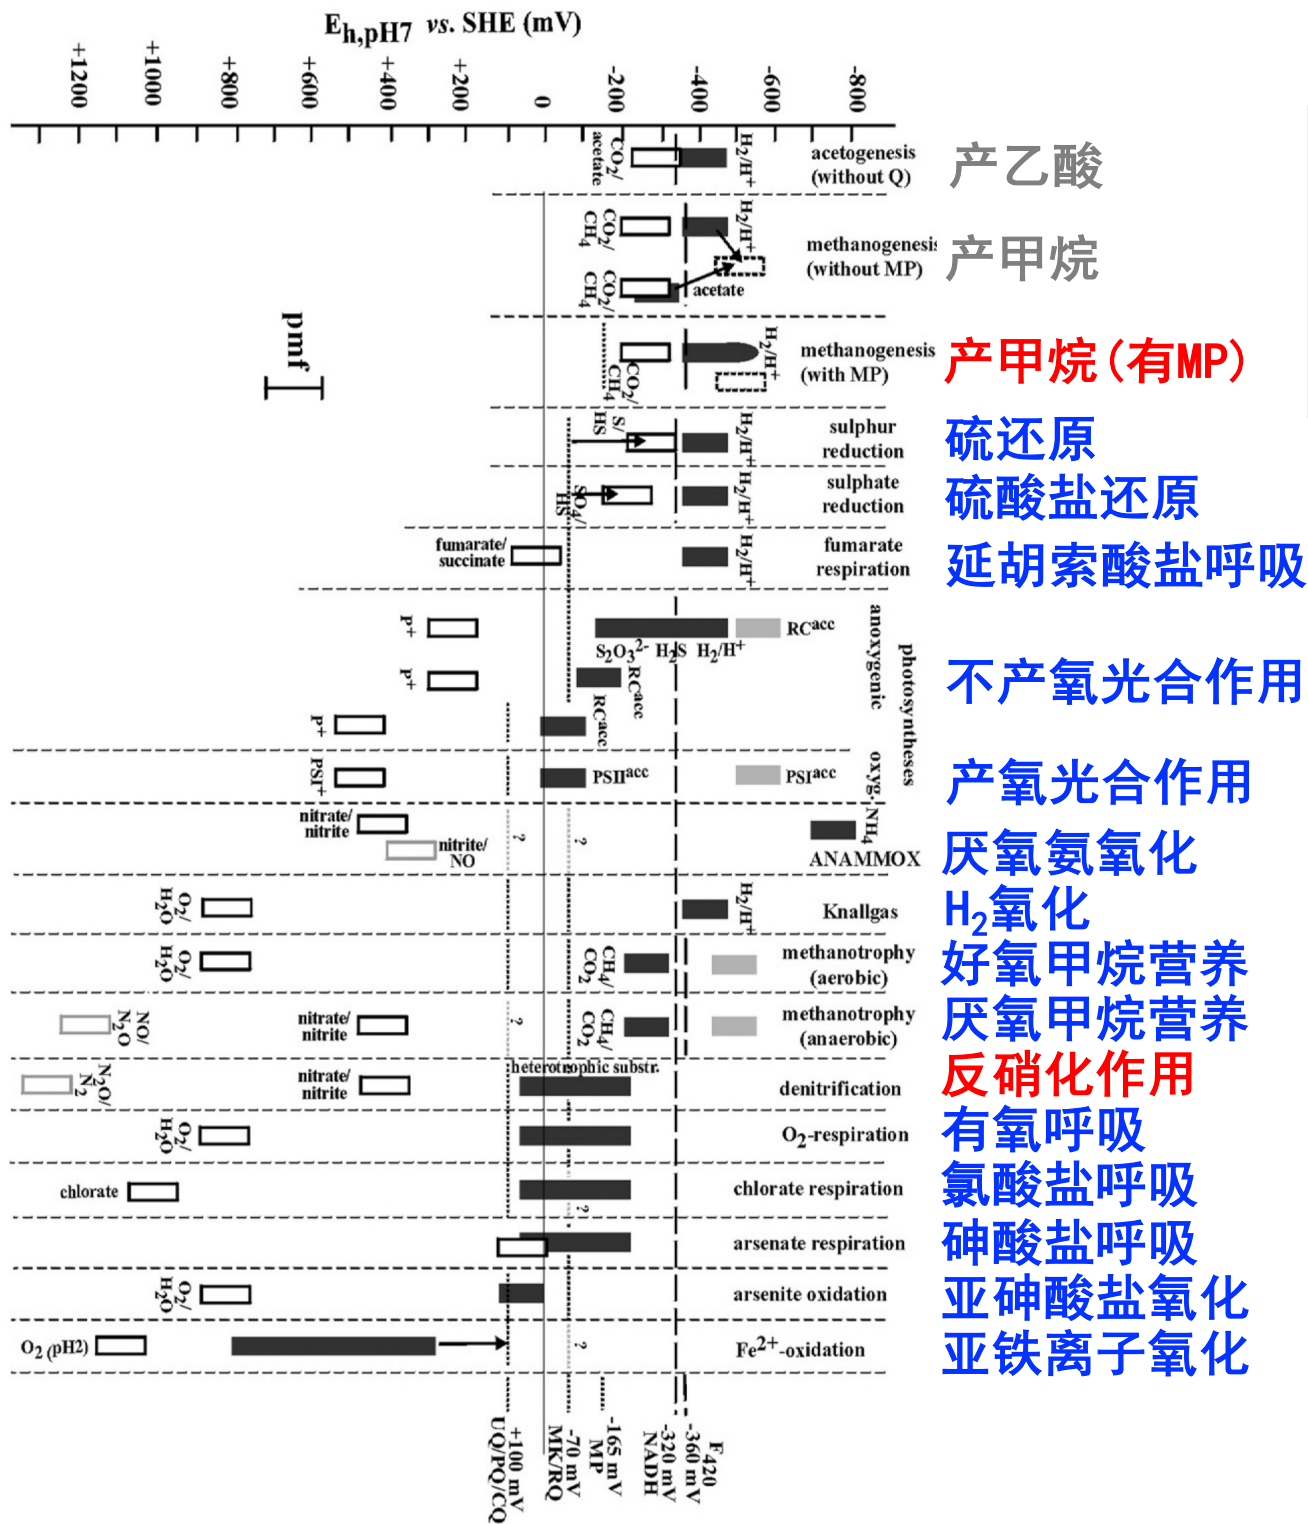 E_h,pH7 vs. SHE (mV)
+1200
+1000
+800
+600
+400
+200
0
-200
-400
-600
-800
CO2/
acetate
H2/H+
acetogenesis
(without Q)
产乙酸
CO2/
CH4
H2/H+
CO2/
CH4
acetate
methanogenesis
(without MP)
产甲烷
pmf
CO2/
CH4
H2/H+
methanogenesis
(with MP)
产甲烷(有MP)
S/
HS
H2/H+
sulphur
reduction
硫还原
SO4/
HS
H2/H+
sulphate
reduction
硫酸盐还原
fumarate/
succinate
H2/H+
fumarate
respiration
延胡索酸盐呼吸
P+
S2O3^2- H2S H2/H+
RCacc
P+
RCacc
P+
RCacc
anoxygenic
photosyntheses
不产氧光合作用
PSI+
PSIIacc
PSIacc
oxyg.
产氧光合作用
nitrate/
nitrite
nitrite/
NO
?
?
NH4
ANAMMOX
厌氧氨氧化
O2/
H2O
H2/H+
Knallgas
H2氧化
O2/
H2O
CH4/
CO2
methanotrophy
(aerobic)
好氧甲烷营养
NO/
N2O
nitrate/
nitrite
?
CH4/
CO2
methanotrophy
(anaerobic)
厌氧甲烷营养
N2O/
N2
nitrate/
nitrite
heterotrophic substr.
denitrification
反硝化作用
O2/
H2O
O2-respiration
有氧呼吸
chlorate
?
chlorate respiration
氯酸盐呼吸
arsenate respiration
砷酸盐呼吸
O2/
H2O
arsenite oxidation
亚砷酸盐氧化
O2 (pH2)
?
Fe2+-oxidation
亚铁离子氧化
+100 mV
UQ/PQ/CQ
-70 mV
MK/RQ
-165 mV
MP
-320 mV
NADH
F420
-360 mV